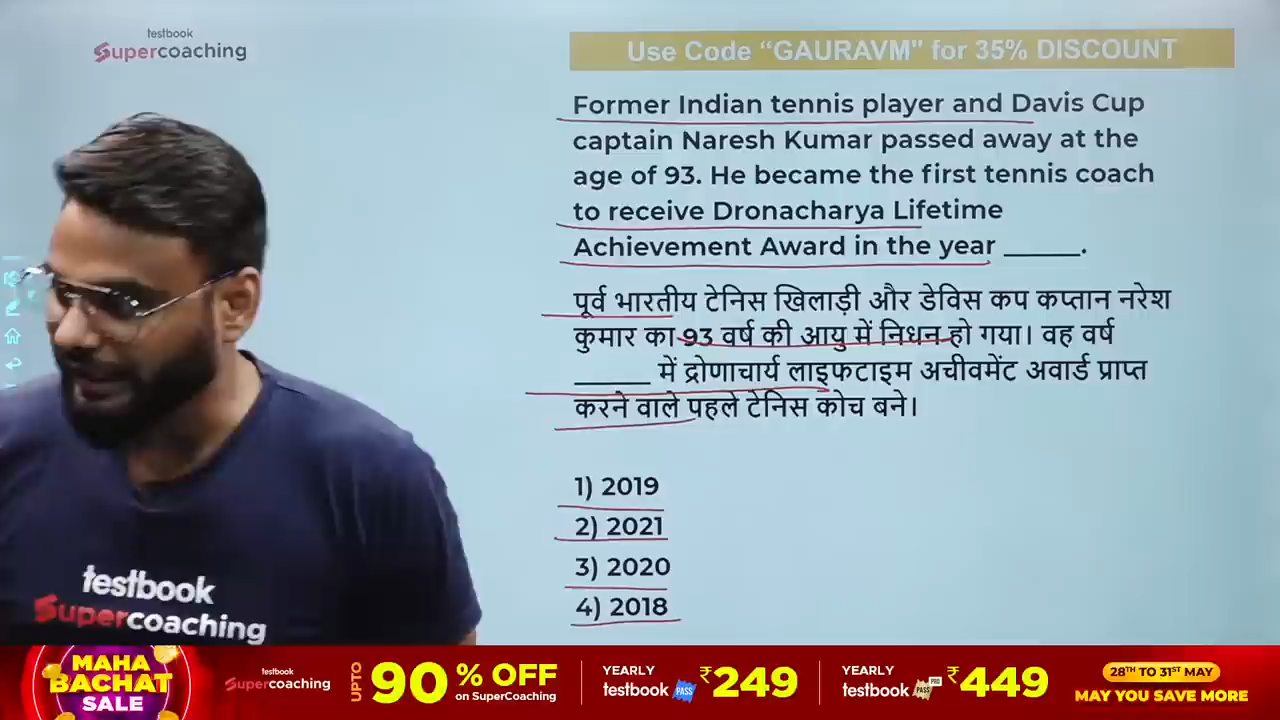 testbook
Supercoaching
Use Code “GAURAVM" for 35% DISCOUNT
Former Indian tennis player and Davis Cup
captain Naresh Kumar passed away at the
age of 93. He became the first tennis coach
to receive Dronacharya Lifetime
Achievement Award in the year ______.
पूर्व भारतीय टेनिस खिलाड़ी और डेविस कप कप्तान नरेश
कुमार का 93 वर्ष की आयु में निधन हो गया। वह वर्ष
______ में द्रोणाचार्य लाइफटाइम अचीवमेंट अवार्ड प्राप्त
करने वाले पहले टेनिस कोच बने।
1) 2019
2) 2021
3) 2020
4) 2018
testbook
Supercoaching
MAHA
BACHAT
SALE
testbook
Supercoaching
UPTO 90% OFF
on SuperCoaching
YEARLY
testbook PASS ₹249
YEARLY
testbook PASS PRO ₹449
28TH TO 31ST MAY
MAY YOU SAVE MORE